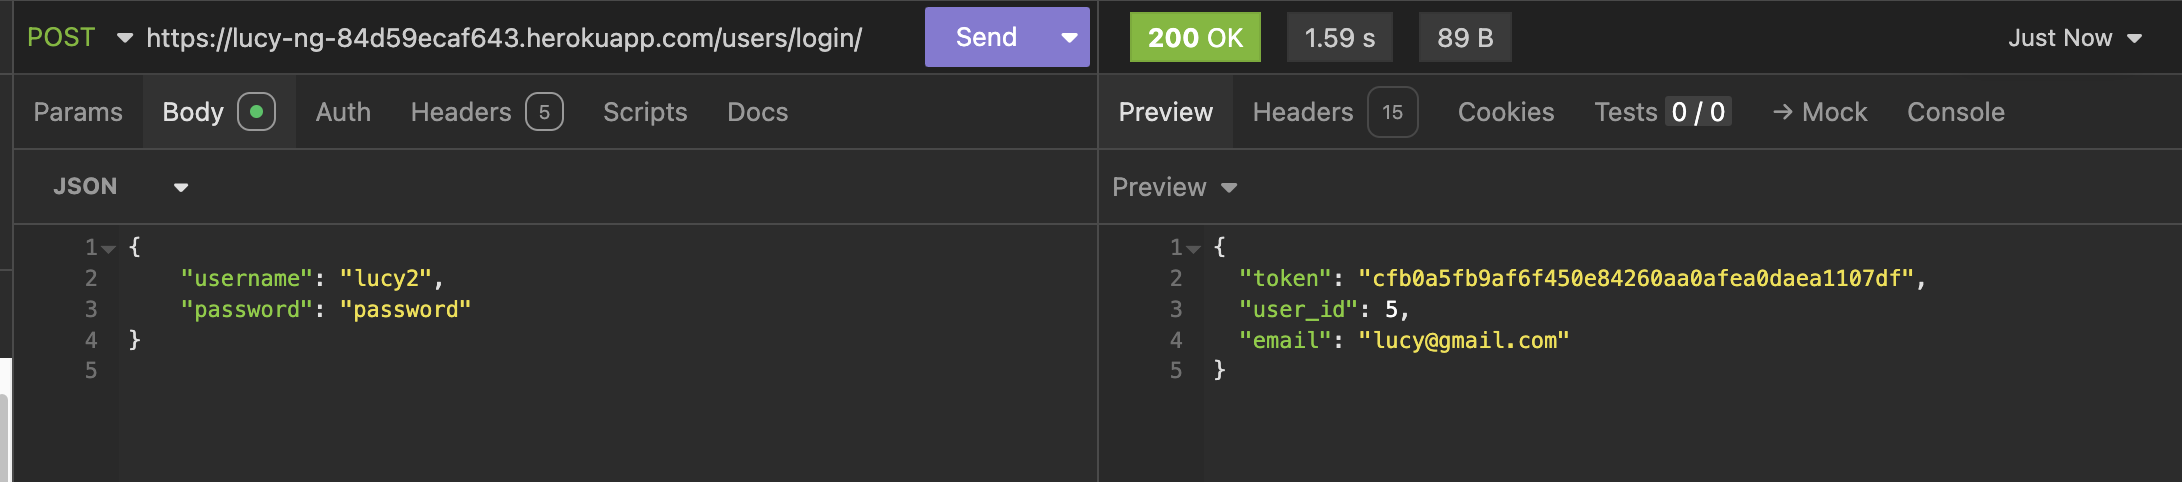 POST https://lucy-ng-84d59ecaf643.herokuapp.com/users/login/ Send 200 OK 1.59 s 89 B Just Now
Params Body Auth Headers 5 Scripts Docs Preview Headers 15 Cookies Tests 0 / 0 → Mock Console
JSON Preview
1 {
2 "username": "lucy2",
3 "password": "password"
4 }
5
1 {
2 "token": "cfb0a5fb9af6f450e84260aa0afea0daea1107df",
3 "user_id": 5,
4 "email": "lucy@gmail.com"
5 }